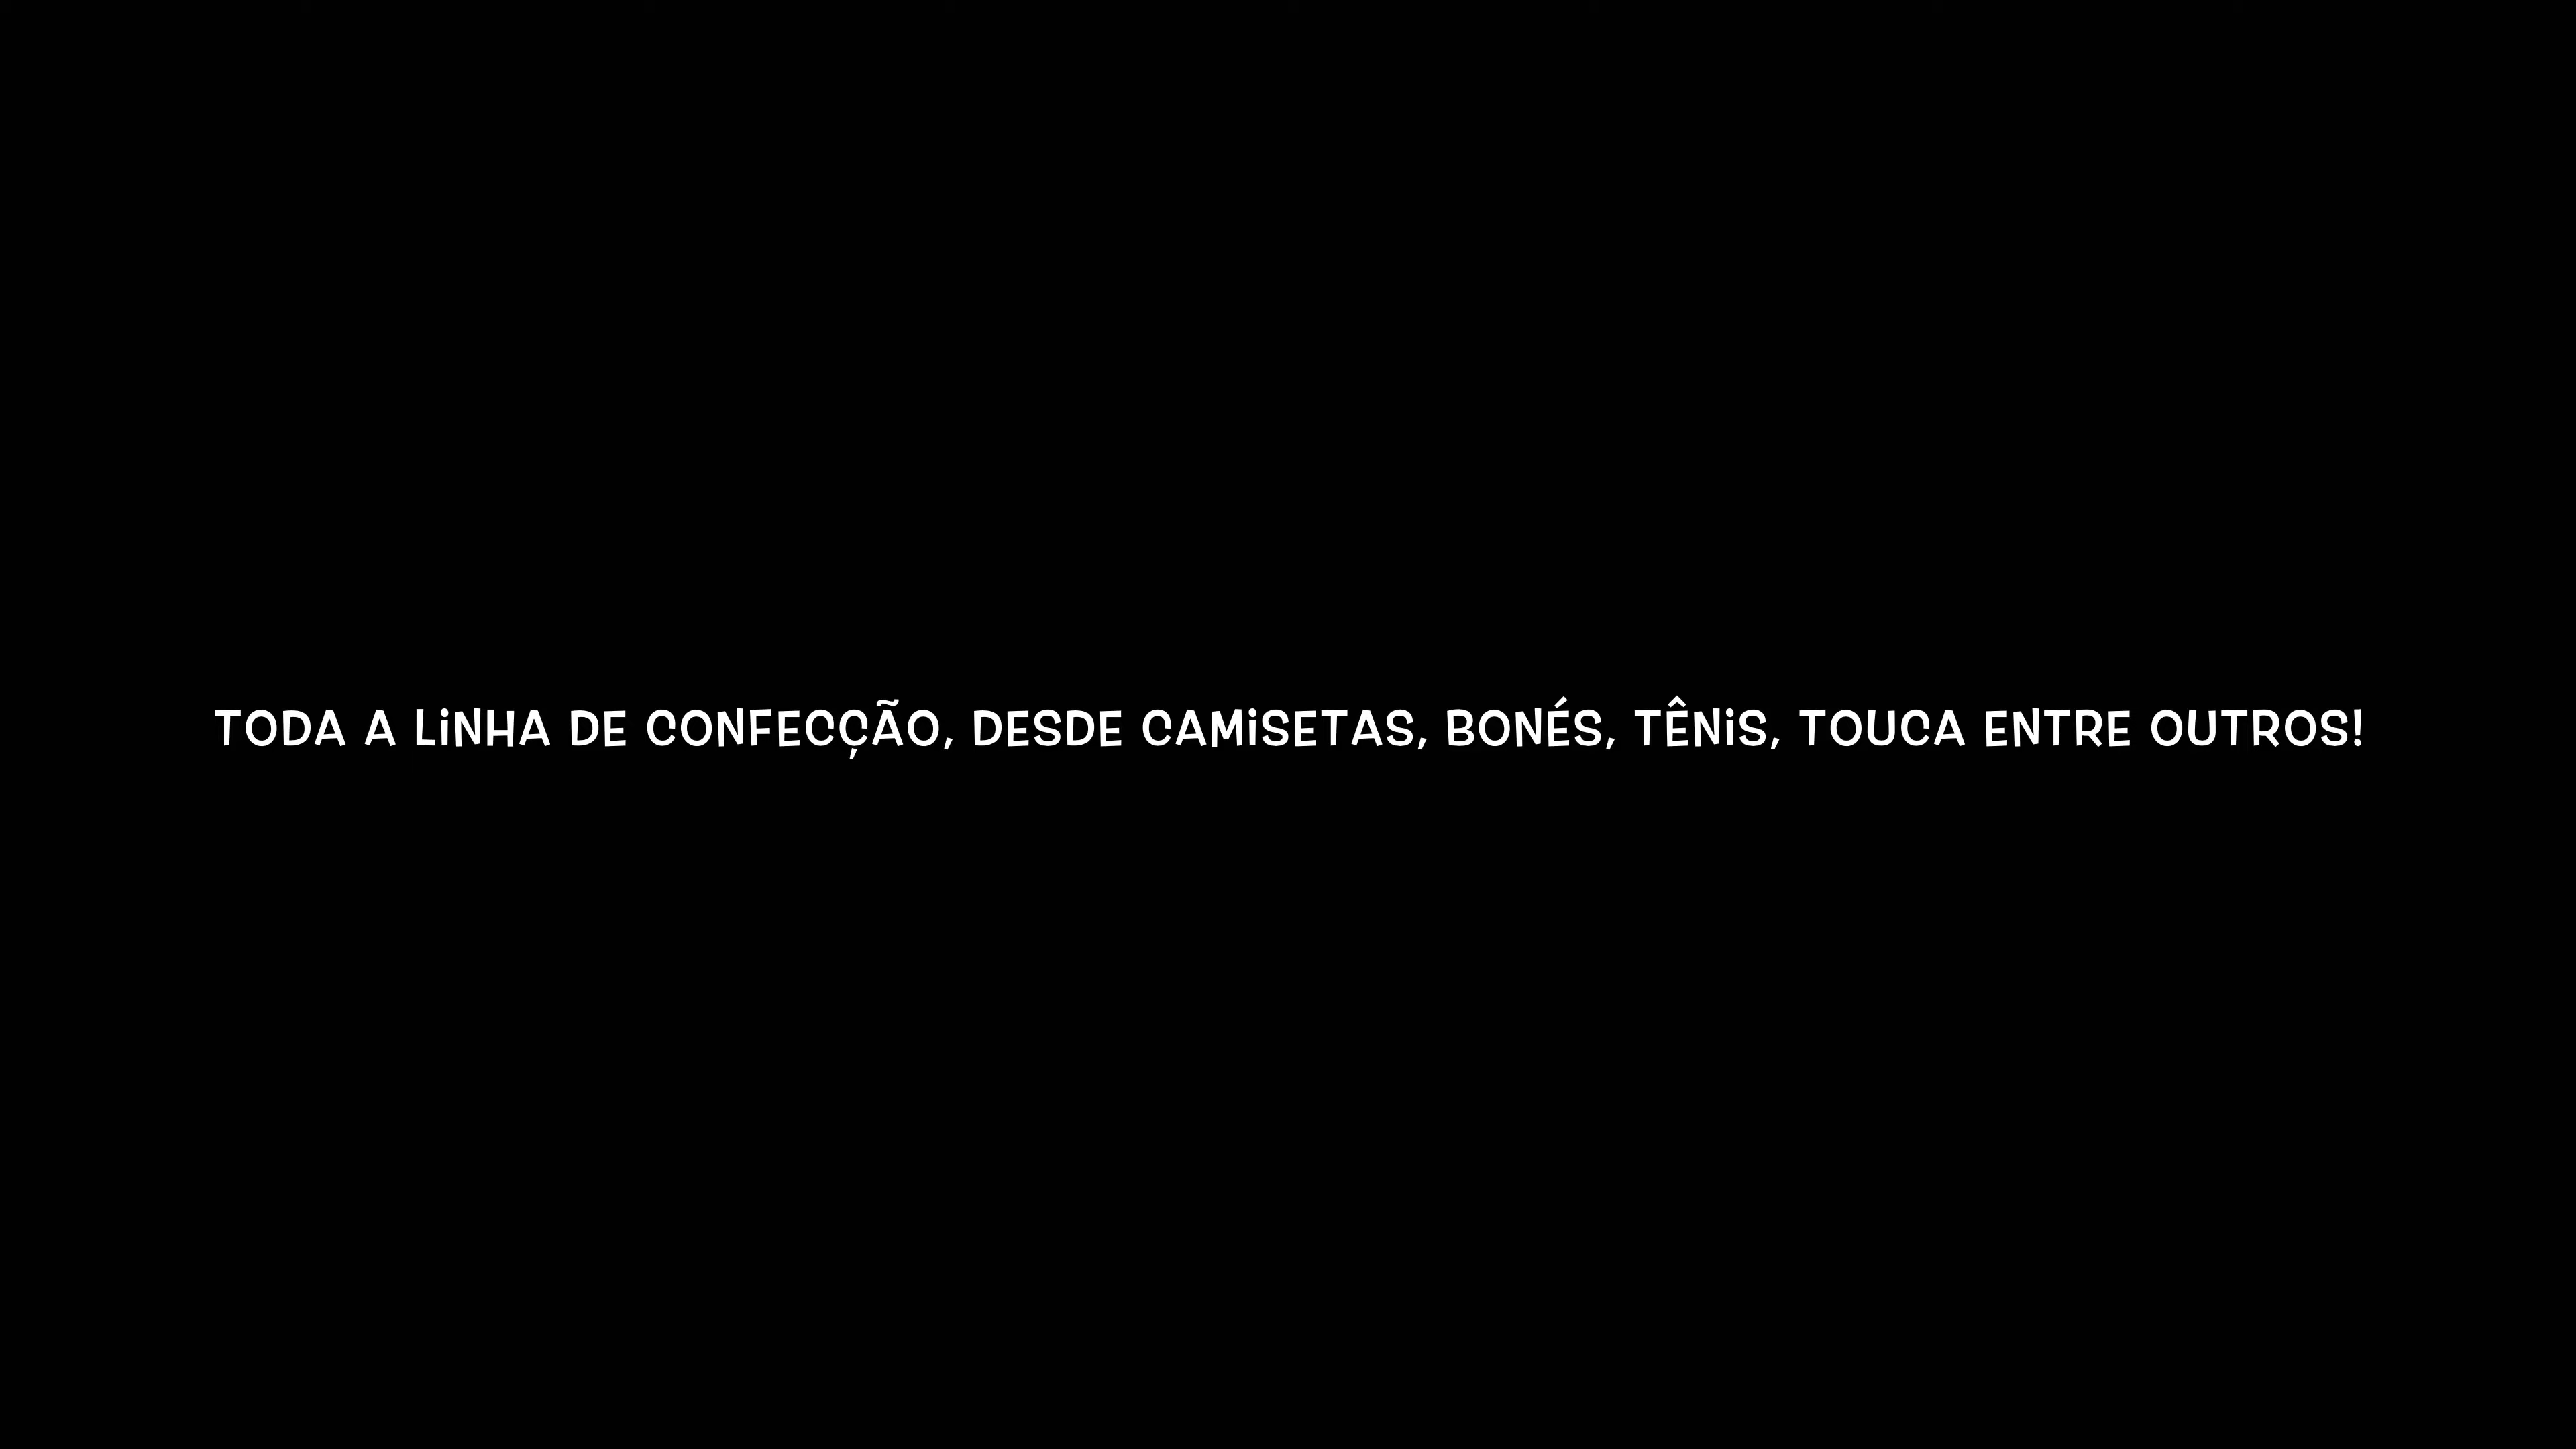 TODA A LINHA DE CONFECÇÃO, DESDE CAMISETAS, BONÉS, TÊNIS, TOUCA ENTRE OUTROS!